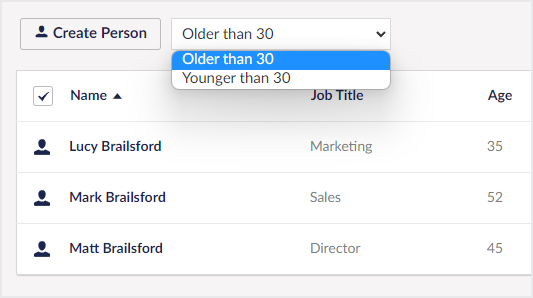 Create Person
Older than 30
Older than 30
Younger than 30
Name Job Title Age
Lucy Brailsford Marketing 35
Mark Brailsford Sales 52
Matt Brailsford Director 45